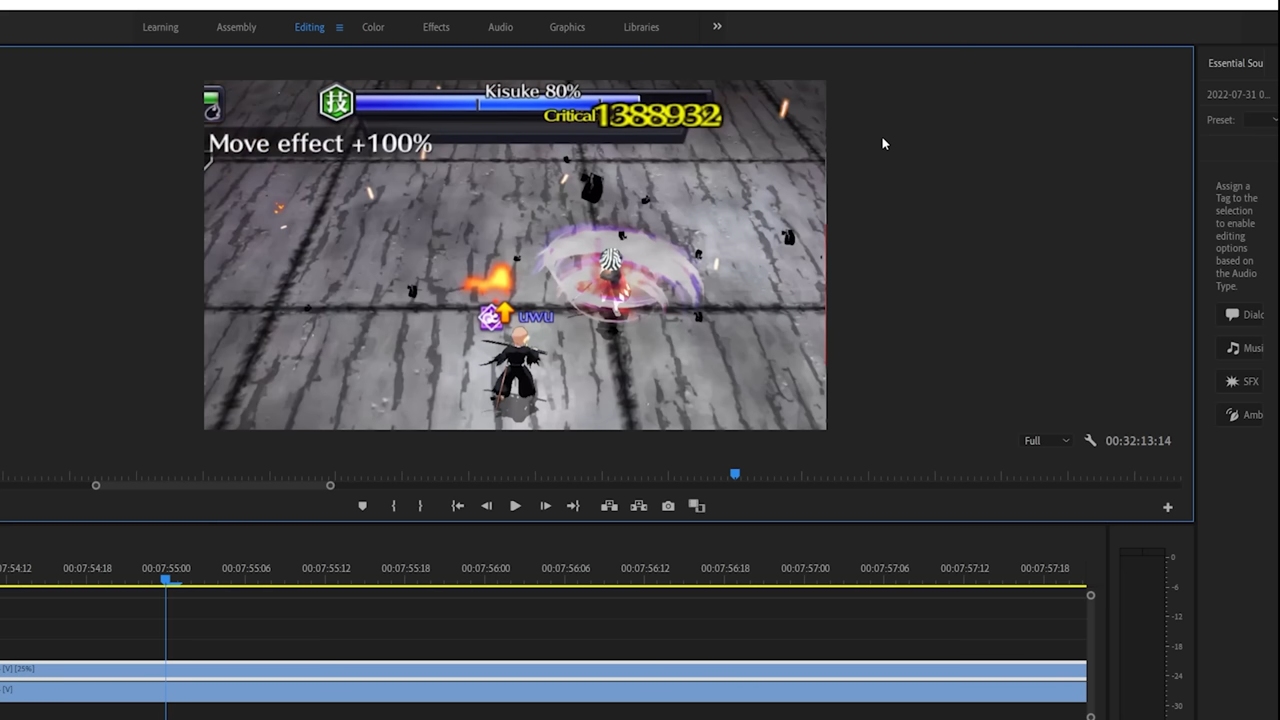 Learning Assembly Editing Color Effects Audio Graphics Libraries
Essential Sou
2022-07-31 0...
Preset:
技 Kisuke 80%
Critical 1388932
Move effect +100%
uwu
Assign a
Tag to the
selection
to enable
editing
options
based on
the Audio
Type.
Dialo
Musi
SFX
Amb
Full 00:32:13:14
7:54:12 00:07:54:18 00:07:55:00 00:07:55:06 00:07:55:12 00:07:55:18 00:07:56:00 00:07:56:06 00:07:56:12 00:07:56:18 00:07:57:00 00:07:57:06 00:07:57:12 00:07:57:18
0
-6
-12
-18
-24
-30
[V] [25%]
[V]